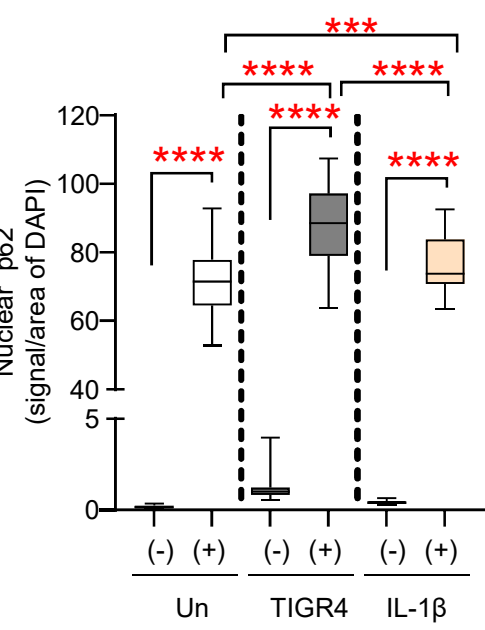 ***
**** ****
****
**** ****
120
100
80
60
40
5
0
Nuclear p62
(signal/area of DAPI)
(-) (+) (-) (+) (-) (+)
Un TIGR4 IL-1β